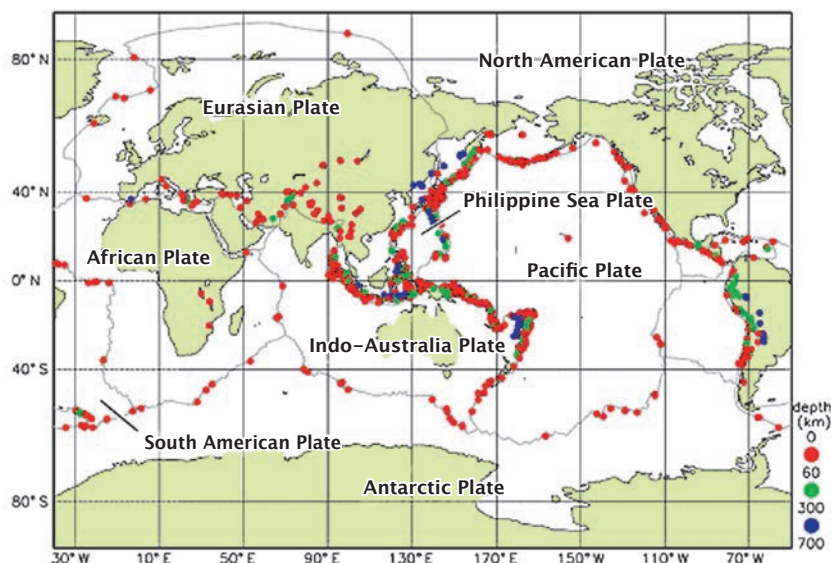 80° N
North American Plate
Eurasian Plate
40° N
Philippine Sea Plate
African Plate
Pacific Plate
0° N
Indo-Australia Plate
40° S
depth
(km)
0
60
300
700
South American Plate
Antarctic Plate
80° S
30°W 10°E 50°E 90°E 130°E 170°E 150°W 110°W 70°W